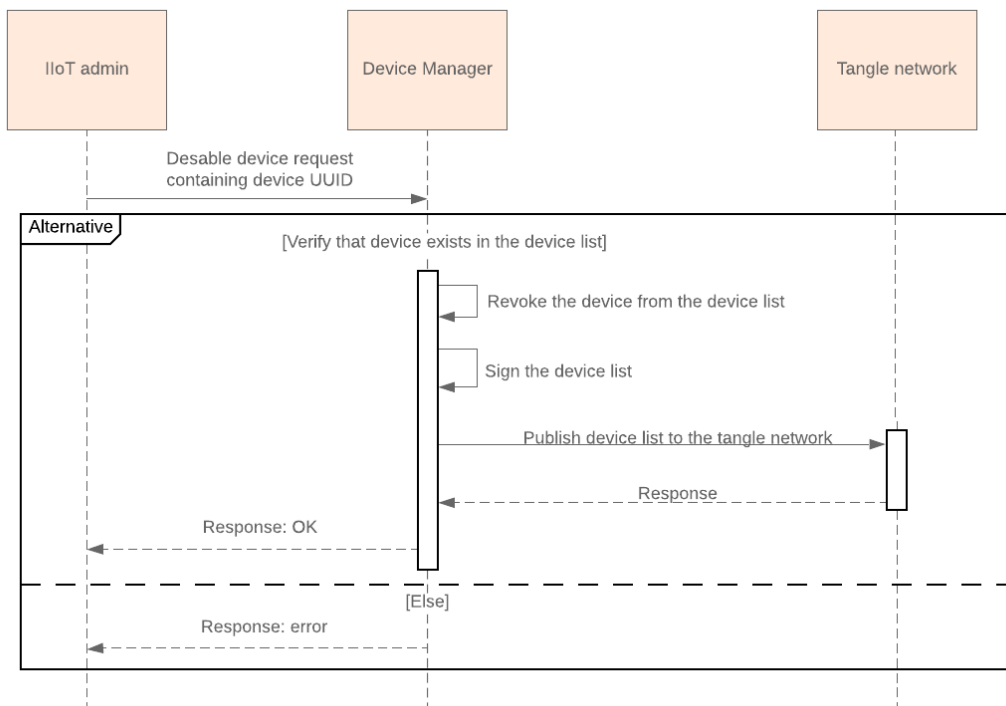 IIoT admin
Device Manager
Tangle network
Desable device request
containing device UUID
Alternative
[Verify that device exists in the device list]
Revoke the device from the device list
Sign the device list
Publish device list to the tangle network
Response
Response: OK
[Else]
Response: error